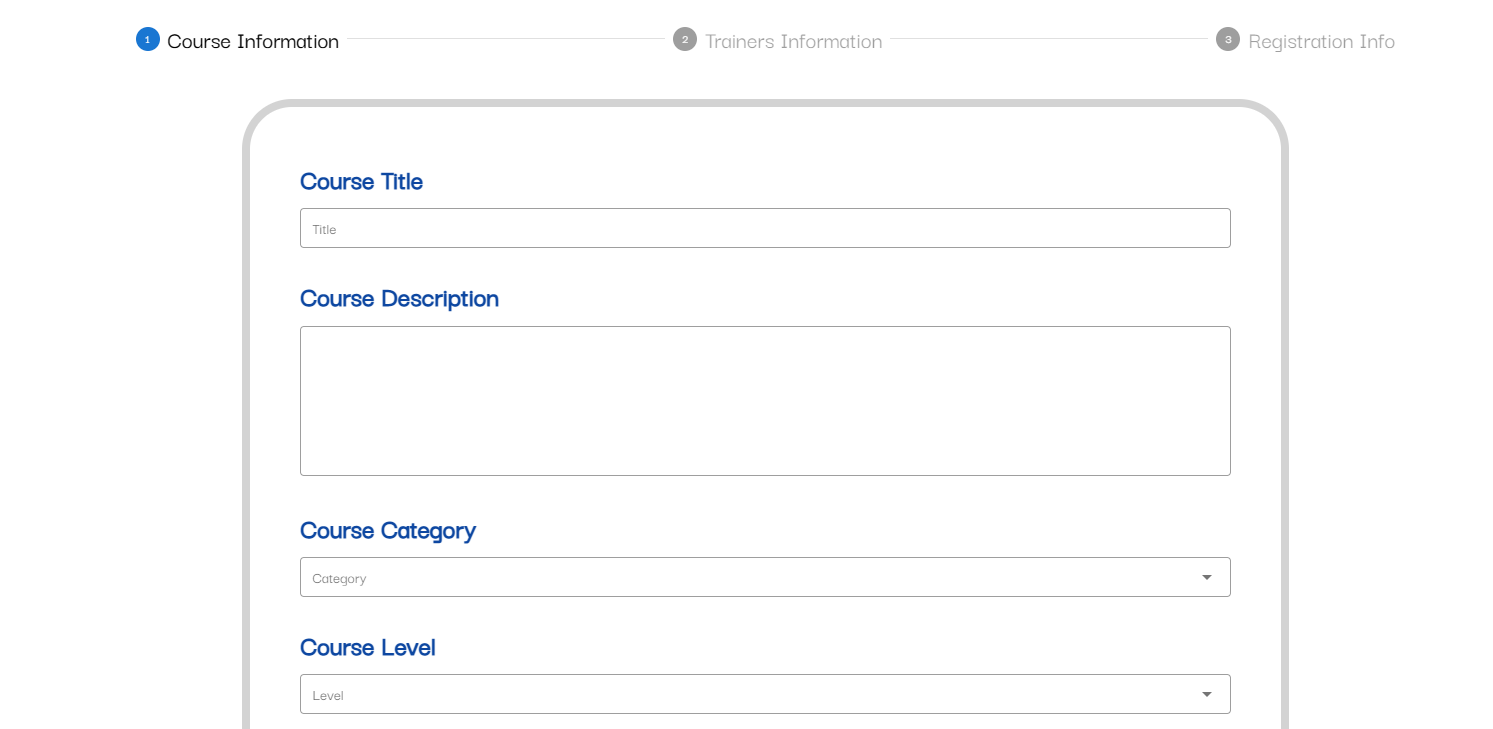 1 Course Information 2 Trainers Information 3 Registration Info
Course Title
Title
Course Description
Course Category
Category
Course Level
Level